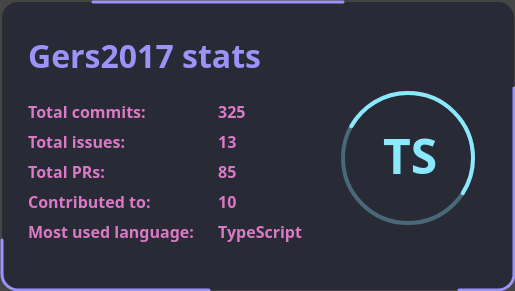 Gers2017 stats
Total commits: 325
Total issues: 13
Total PRs: 85
Contributed to: 10
Most used language: TypeScript
TS